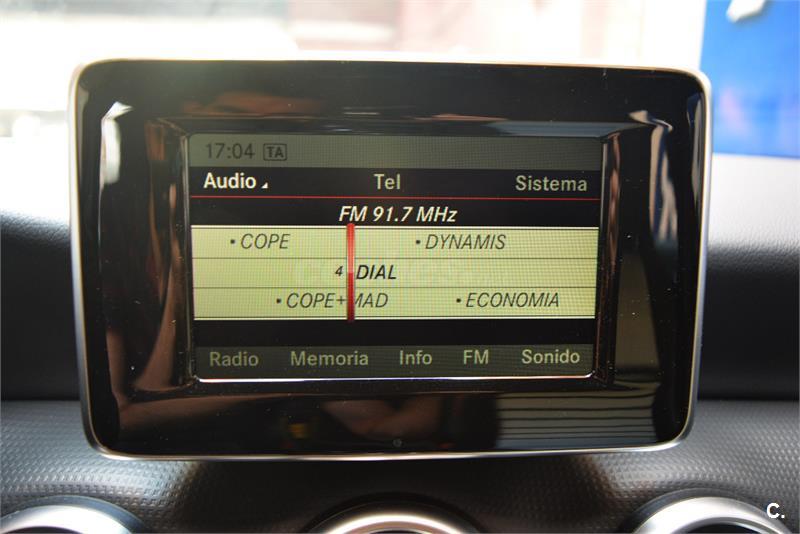 17:04 TA
Audio Tel Sistema
FM 91.7 MHz
• COPE • DYNAMIS
4 DIAL
• COPE+MAD • ECONOMIA
Radio Memoria Info FM Sonido
C.